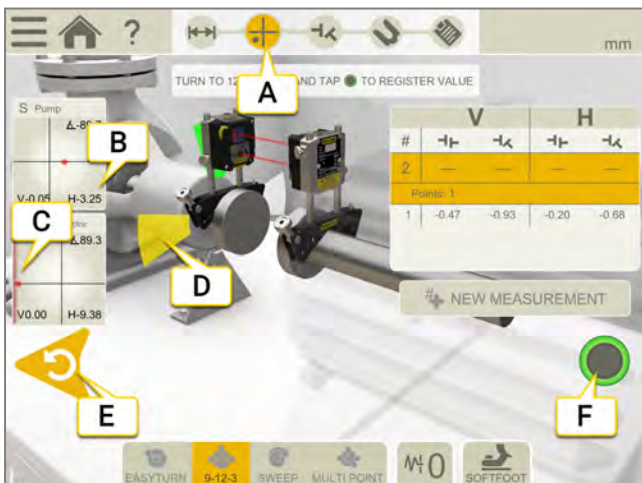 ?
mm
TURN TO 12 AND TAP TO REGISTER VALUE
A
S Pump
V H
B
#
2 — — — —
V-0.05 H-3.25
Points: 1
C
89.3
1 -0.47 -0.93 -0.20 -0.68
D
NEW MEASUREMENT
V0.00 H-9.38
E
F
EASYTURN 9-12-3 SWEEP MULTI POINT
0
SOFTFOOT